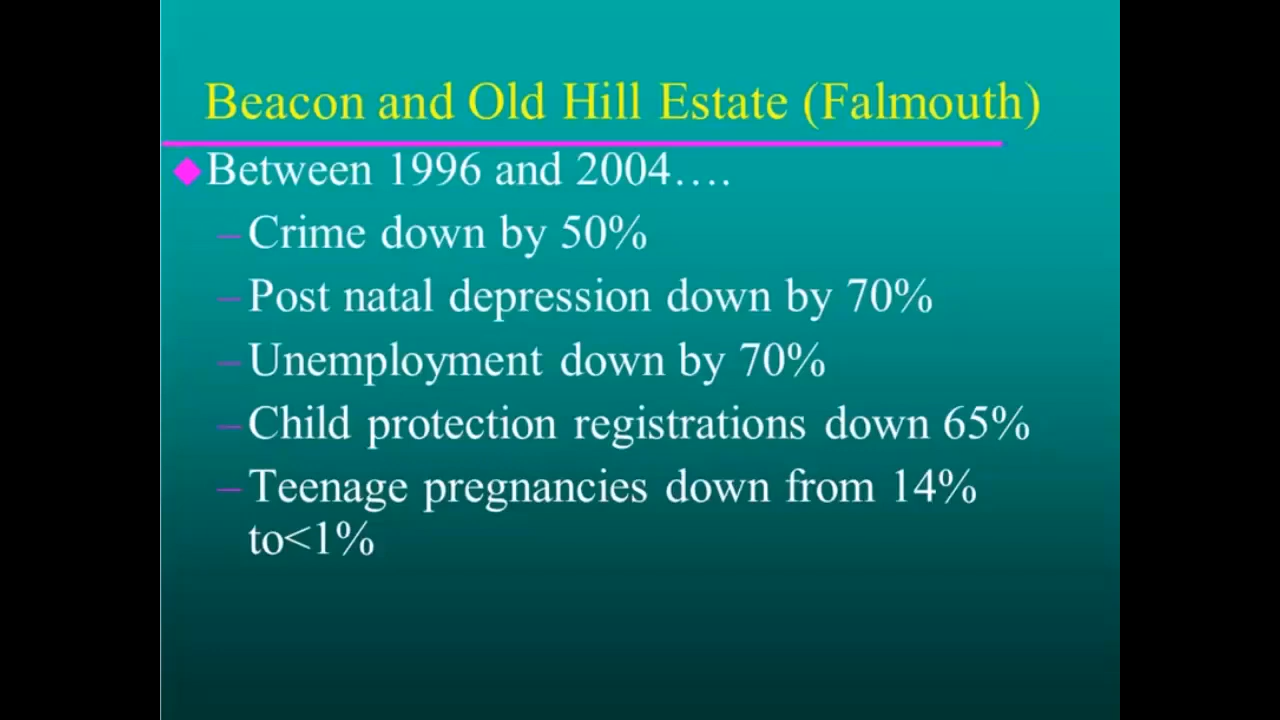 Beacon and Old Hill Estate (Falmouth)
Between 1996 and 2004….
–Crime down by 50%
–Post natal depression down by 70%
–Unemployment down by 70%
–Child protection registrations down 65%
–Teenage pregnancies down from 14%
to<1%